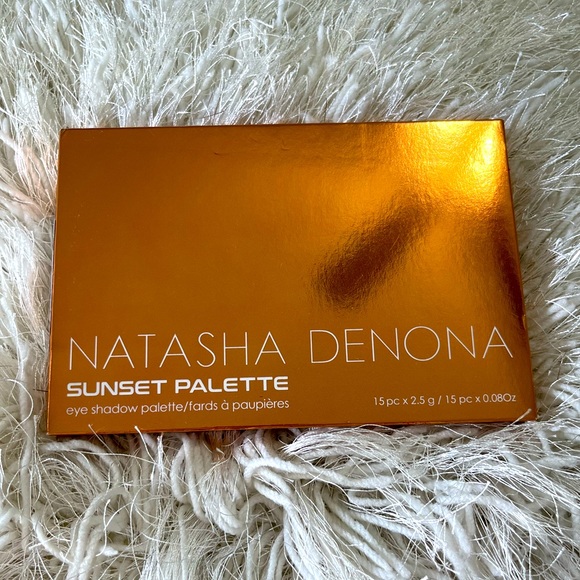 NATASHA DENONA
SUNSET PALETTE
eye shadow palette/fards à paupières
15 pc x 2.5 g / 15 pc x 0.08Oz